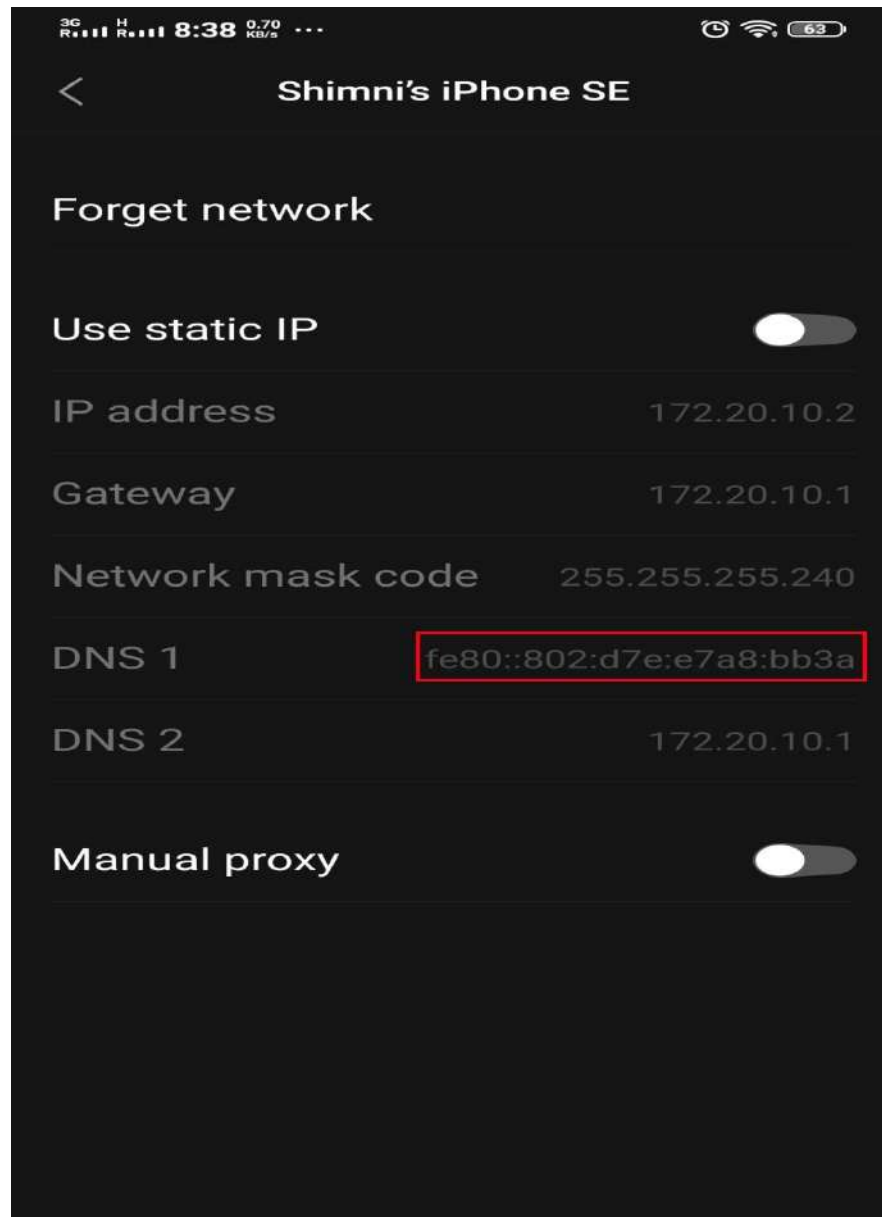 3G R H R 8:38 0.70 KB/s ... 63
Shimni's iPhone SE
Forget network
Use static IP
IP address 172.20.10.2
Gateway 172.20.10.1
Network mask code 255.255.255.240
DNS 1 fe80::802:d7e:e7a8:bb3a
DNS 2 172.20.10.1
Manual proxy